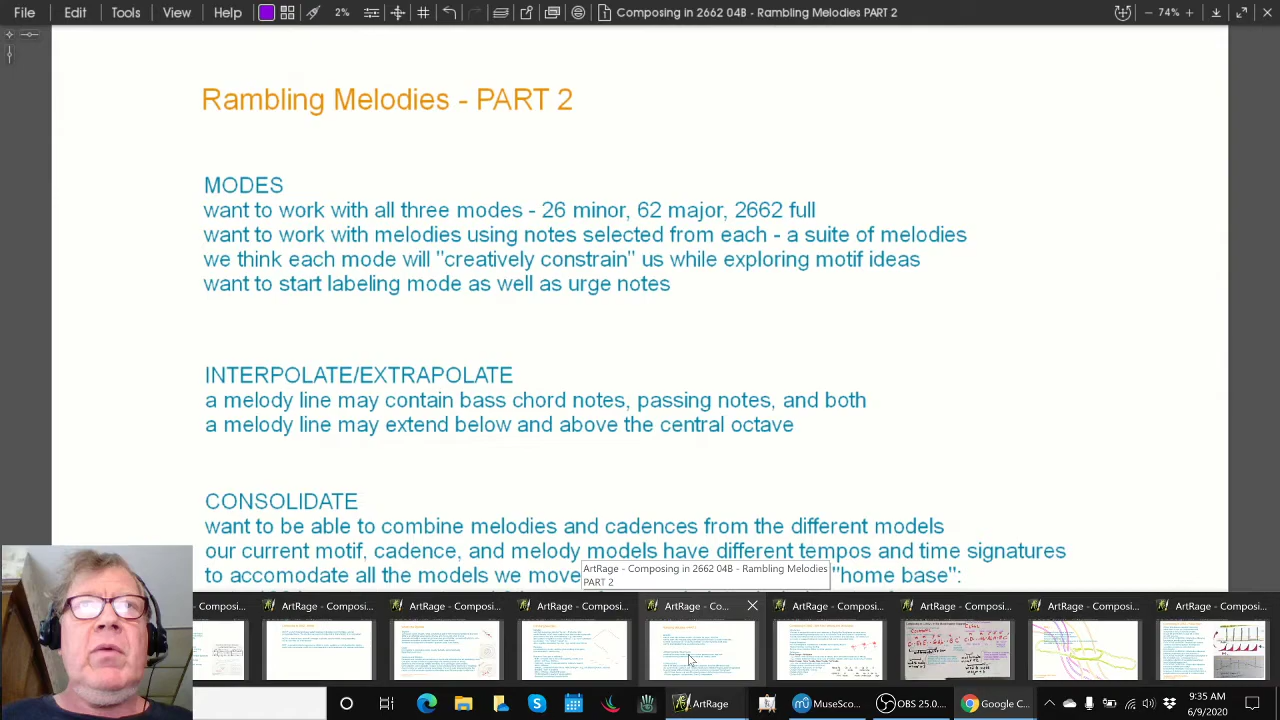 File Edit Tools View Help 2% Composing in 2662 04B - Rambling Melodies PART 2 - 74% +
Rambling Melodies - PART 2
MODES
want to work with all three modes - 26 minor, 62 major, 2662 full
want to work with melodies using notes selected from each - a suite of melodies
we think each mode will "creatively constrain" us while exploring motif ideas
want to start labeling mode as well as urge notes
INTERPOLATE/EXTRAPOLATE
a melody line may contain bass chord notes, passing notes, and both
a melody line may extend below and above the central octave
CONSOLIDATE
want to be able to combine melodies and cadences from the different models
our current motif, cadence, and melody models have different tempos and time signatures
to accomodate all the models we move "home base":
ArtRage - Composing in 2662 04B - Rambling Melodies
PART 2
- Composi... ArtRage - Composi... ArtRage - Composi... ArtRage - Composi... ArtRage - Co... ArtRage - Composi... ArtRage - Composi... ArtRage - Composi... ArtRage - Composi...
ArtRage MuseSco... OBS 25.0.... Google C...
9:35 AM
6/9/2020